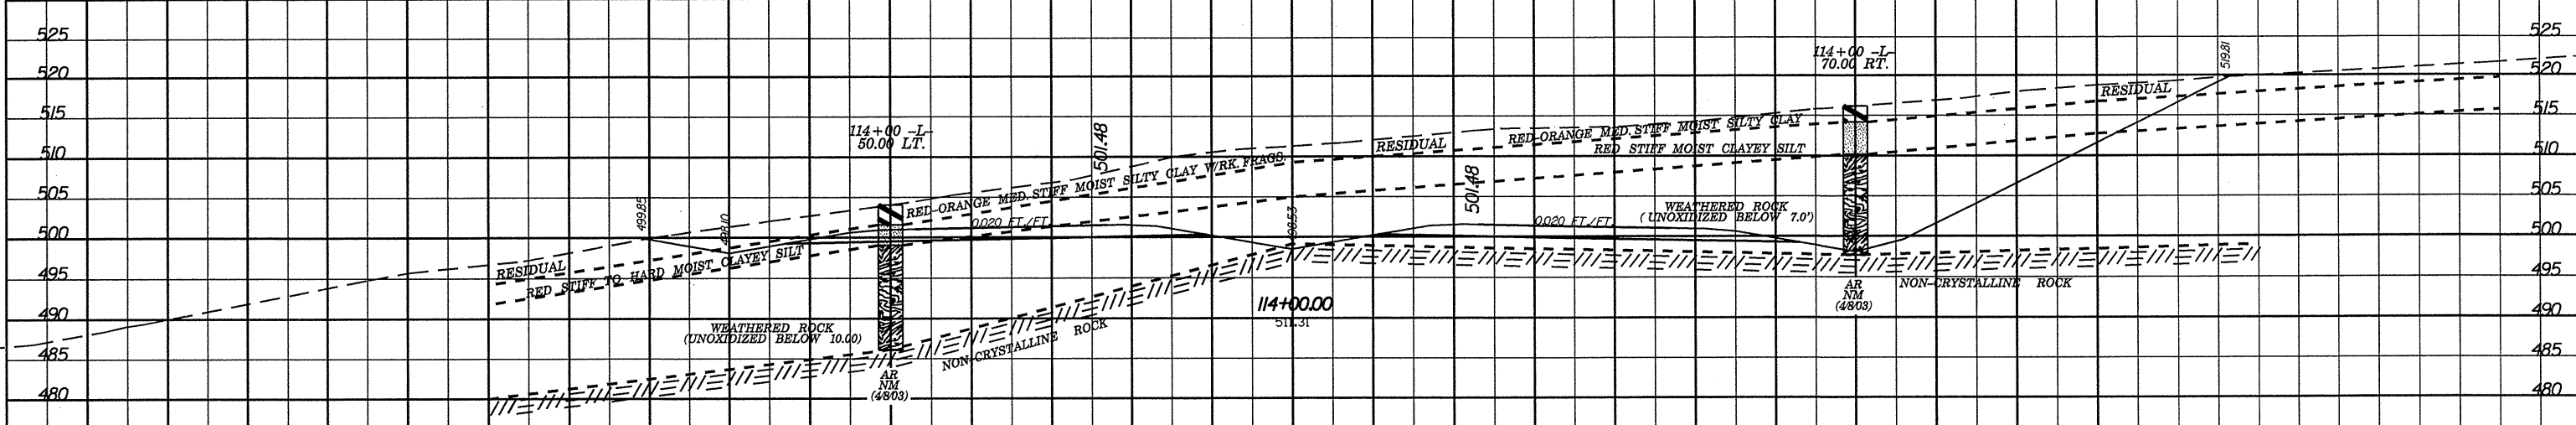 525
525
520
520
515
515
510
510
505
505
500
500
495
495
490
490
485
485
480
480
114+00 -L-
50.00 LT.
114+00 -L-
70.00 RT.
519.81
499.85
498.10
501.48
498.53
501.48
RESIDUAL
RED-ORANGE MED. STIFF MOIST SILTY CLAY W/RK. FRAGS.
RESIDUAL
RED-ORANGE MED. STIFF MOIST SILTY CLAY
RESIDUAL
RED STIFF MOIST CLAYEY SILT
RED STIFF TO HARD MOIST CLAYEY SILT
0.020 FT./FT.
0.020 FT./FT.
WEATHERED ROCK
(UNOXIDIZED BELOW 7.0')
WEATHERED ROCK
(UNOXIDIZED BELOW 10.00)
NON-CRYSTALLINE ROCK
NON-CRYSTALLINE ROCK
114+00.00
511.31
AR
NM
(4/8/03)
AR
NM
(4/8/03)